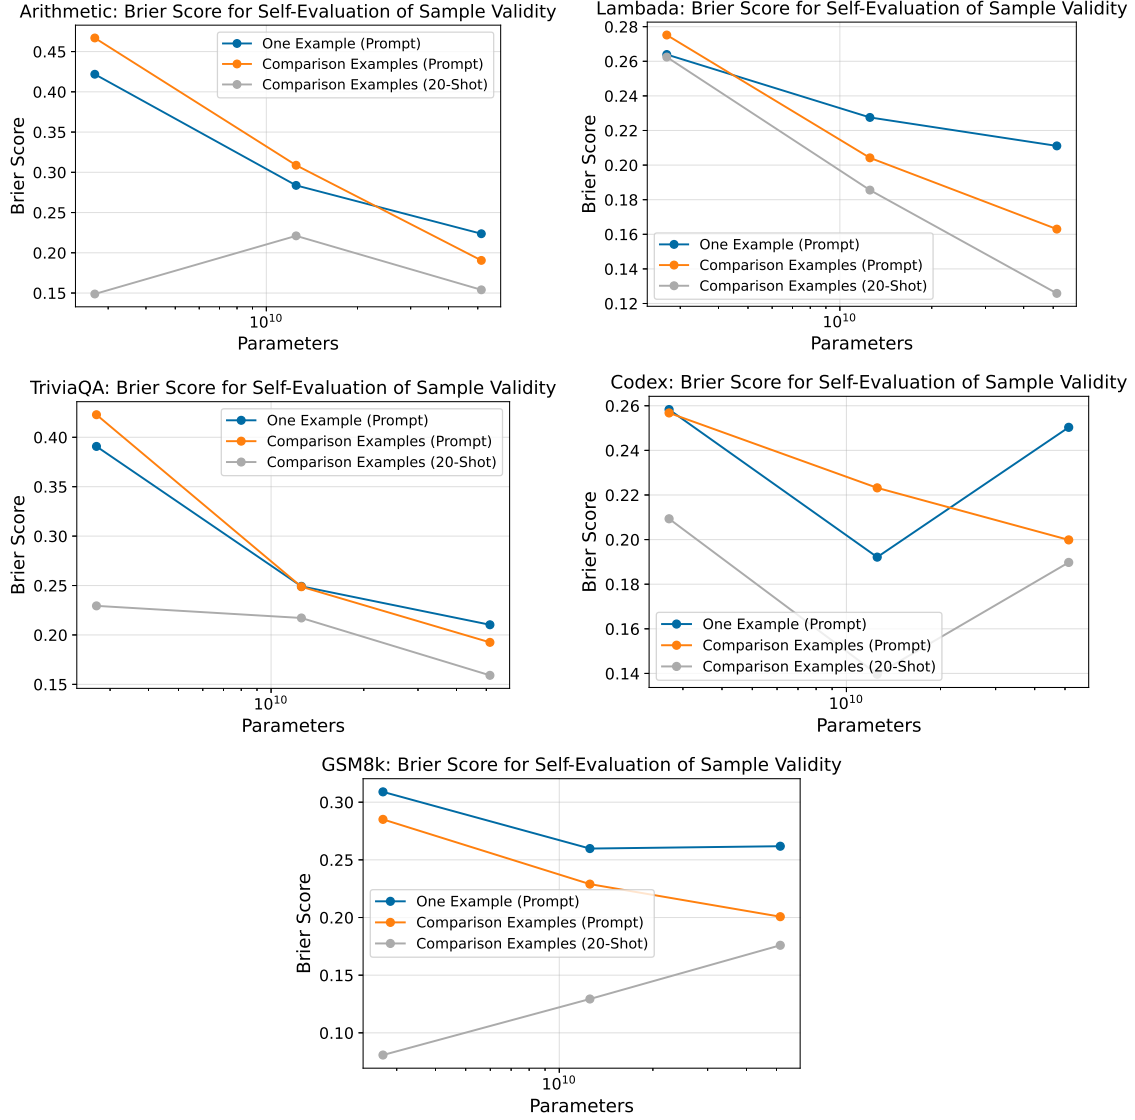 Arithmetic: Brier Score for Self-Evaluation of Sample Validity
One Example (Prompt)
Comparison Examples (Prompt)
Comparison Examples (20-Shot)
0.45
0.40
0.35
0.30
0.25
0.20
0.15
Brier Score
10^10
Parameters
Lambada: Brier Score for Self-Evaluation of Sample Validity
0.28
0.26
0.24
0.22
0.20
0.18
0.16
0.14
0.12
Brier Score
One Example (Prompt)
Comparison Examples (Prompt)
Comparison Examples (20-Shot)
10^10
Parameters
TriviaQA: Brier Score for Self-Evaluation of Sample Validity
One Example (Prompt)
Comparison Examples (Prompt)
Comparison Examples (20-Shot)
0.40
0.35
0.30
0.25
0.20
0.15
Brier Score
10^10
Parameters
Codex: Brier Score for Self-Evaluation of Sample Validity
0.26
0.24
0.22
0.20
0.18
0.16
0.14
Brier Score
One Example (Prompt)
Comparison Examples (Prompt)
Comparison Examples (20-Shot)
10^10
Parameters
GSM8k: Brier Score for Self-Evaluation of Sample Validity
0.30
0.25
0.20
0.15
0.10
Brier Score
One Example (Prompt)
Comparison Examples (Prompt)
Comparison Examples (20-Shot)
10^10
Parameters